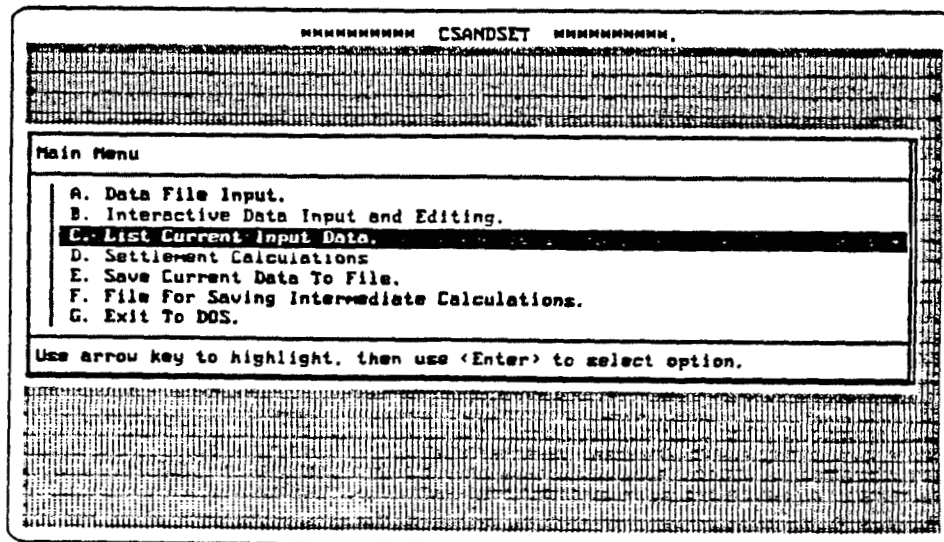 ********** CSANDSET **********.
Main Menu
A. Data File Input.
B. Interactive Data Input and Editing.
C. List Current Input Data.
D. Settlement Calculations
E. Save Current Data To File.
F. File For Saving Intermediate Calculations.
G. Exit To DOS.
Use arrow key to highlight, then use <Enter> to select option.